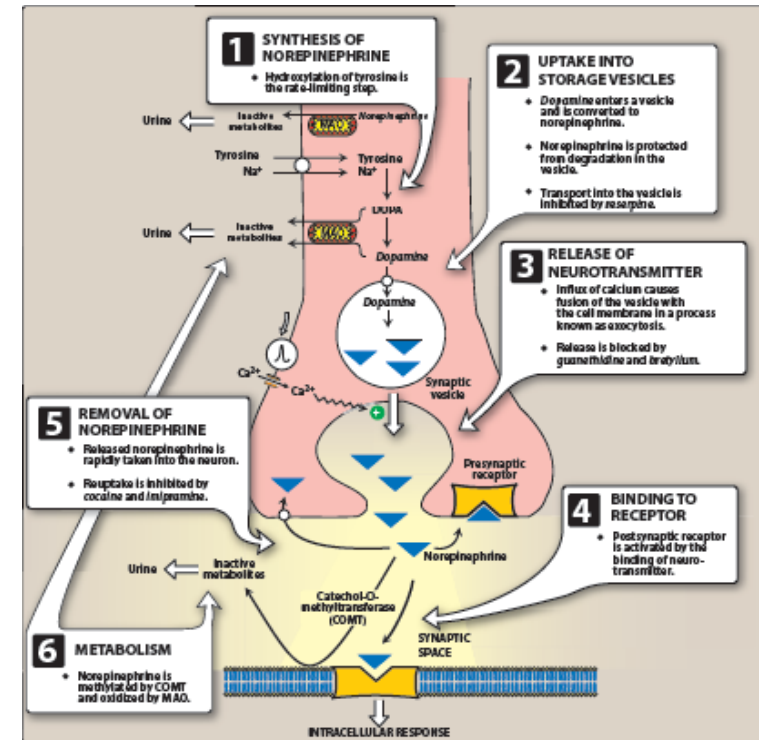 1 SYNTHESIS OF
NOREPINEPHRINE
Hydroxylation of tyrosine is
the rate-limiting step.
2 UPTAKE INTO
STORAGE VESICLES
Dopamine enters a vesicle
and is converted to
norepinephrine.
Norepinephrine is protected
from degradation in the
vesicle.
Transport into the vesicle is
inhibited by reserpine.
Urine
Inactive
metabolites
MAO
Norepinephrine
Tyrosine
Na⁺
Tyrosine
Na⁺
DOPA
Urine
Inactive
metabolites
MAO
Dopamine
Dopamine
Synaptic
vesicle
3 RELEASE OF
NEUROTRANSMITTER
Influx of calcium causes
fusion of the vesicle with
the cell membrane in a process
known as exocytosis.
Release is blocked by
guanethidine and bretylium.
Ca²⁺
Ca²⁺
+
5 REMOVAL OF
NOREPINEPHRINE
Released norepinephrine is
rapidly taken into the neuron.
Reuptake is inhibited by
cocaine and imipramine.
Presynaptic
receptor
4 BINDING TO
RECEPTOR
Postsynaptic receptor
is activated by the
binding of neuro-
transmitter.
Norepinephrine
Urine
Inactive
metabolites
Catechol-O-
methyltransferase
(COMT)
SYNAPTIC
SPACE
6 METABOLISM
Norepinephrine is
methylated by COMT
and oxidized by MAO.
INTRACELLULAR RESPONSE